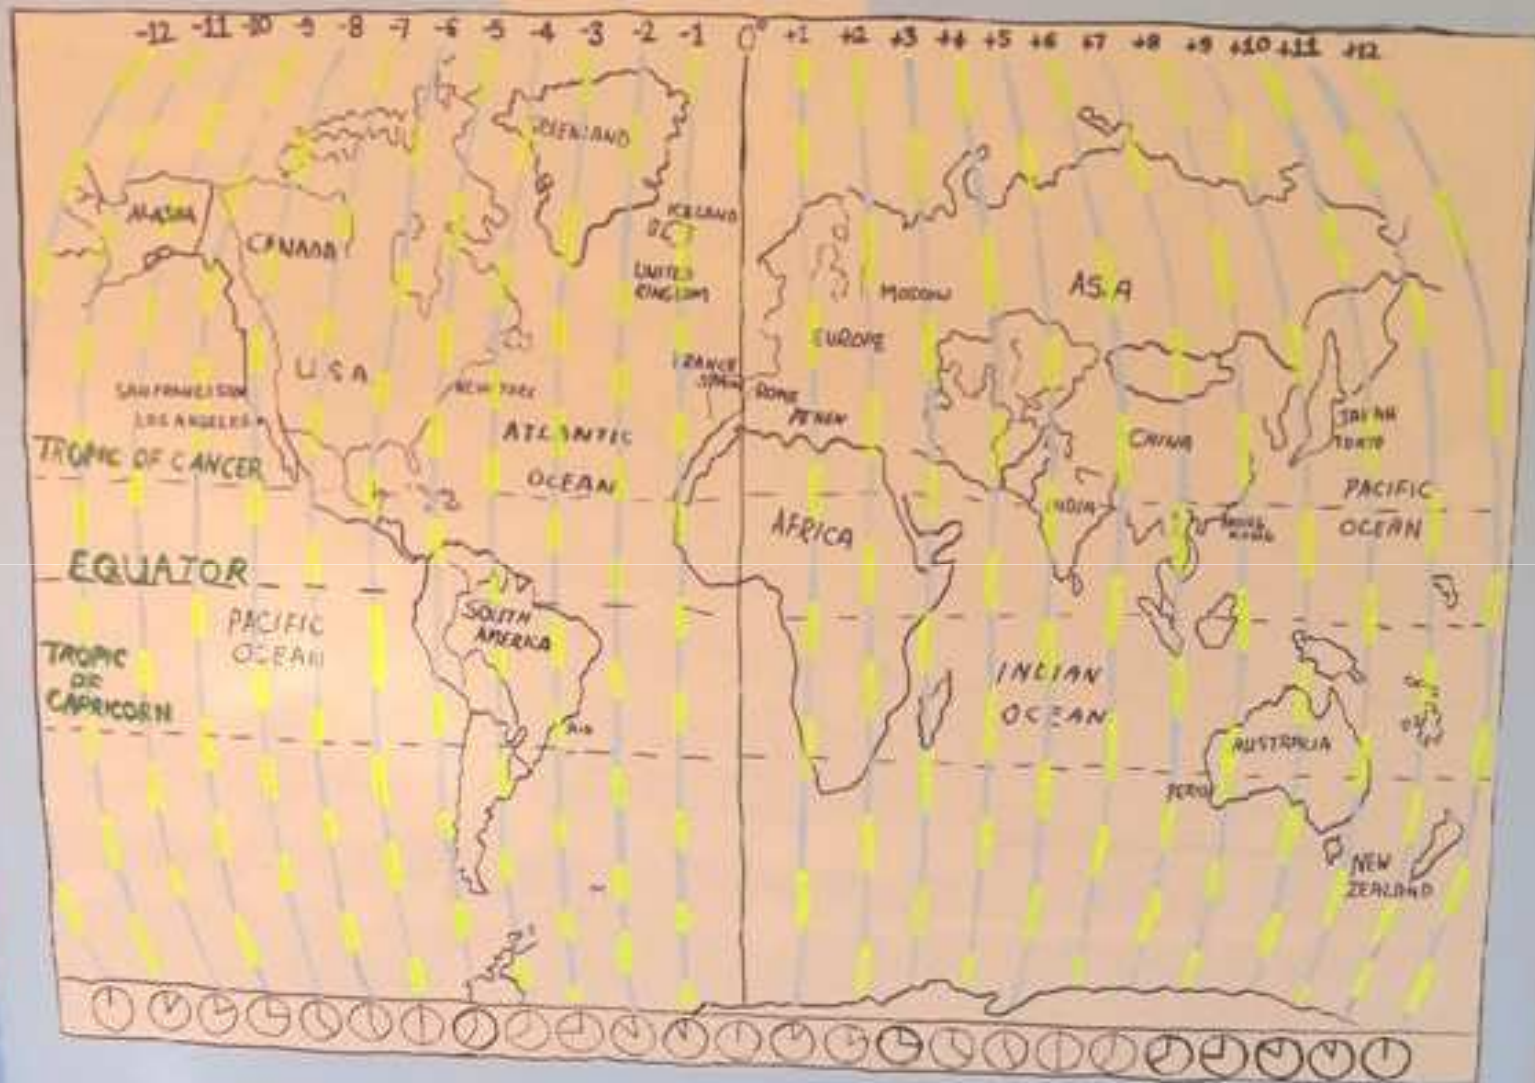 -12 -11 -10 -9 -8 -7 -6 -5 -4 -3 -2 -1 0° +1 +2 +3 +4 +5 +6 +7 +8 +9 +10 +11 +12
GREENLAND
ALASKA
CANADA
ICELAND
UNITED
KINGDOM
MOSCOW
ASIA
EUROPE
USA
FRANCE
SPAIN
ROME
SAN FRANCISCO
NEW YORK
LOS ANGELES
ATLANTIC
OCEAN
CHINA
JAPAN
TOKYO
TROPIC OF CANCER
PACIFIC
OCEAN
AFRICA
INDIA
HONG
KONG
EQUATOR
PACIFIC
OCEAN
SOUTH
AMERICA
TROPIC
OF
CAPRICORN
INDIAN
OCEAN
RIO
AUSTRALIA
PERTH
NEW
ZEALAND